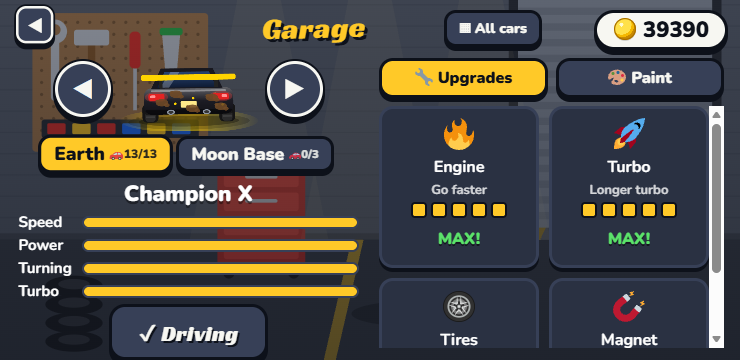 Garage
All cars
39390
Upgrades
Paint
Earth 13/13
Moon Base 0/3
Champion X
Speed
Power
Turning
Turbo
✓ Driving
Engine
Go faster
MAX!
Turbo
Longer turbo
MAX!
Tires
Magnet